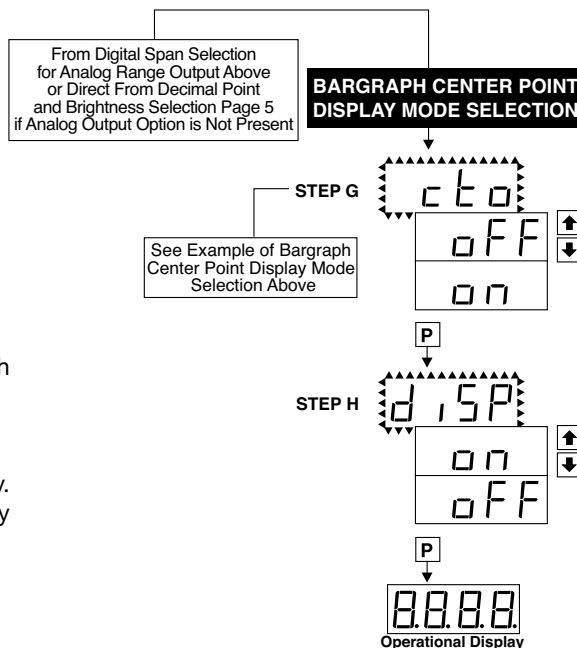 From Digital Span Selection
for Analog Range Output Above
or Direct From Decimal Point
and Brightness Selection Page 5
if Analog Output Option is Not Present
BARGRAPH CENTER POINT
DISPLAY MODE SELECTION
STEP G
cto
oFF
on
See Example of Bargraph
Center Point Display Mode
Selection Above
P
h
STEP H
diSP
on
oFF
y.
y
P
8.8.8.8.
Operational Display